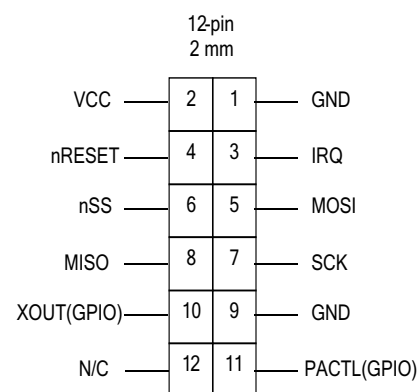 12-pin
2 mm
VCC 2 1 GND
nRESET 4 3 IRQ
nSS 6 5 MOSI
MISO 8 7 SCK
XOUT(GPIO) 10 9 GND
N/C 12 11 PACTL(GPIO)